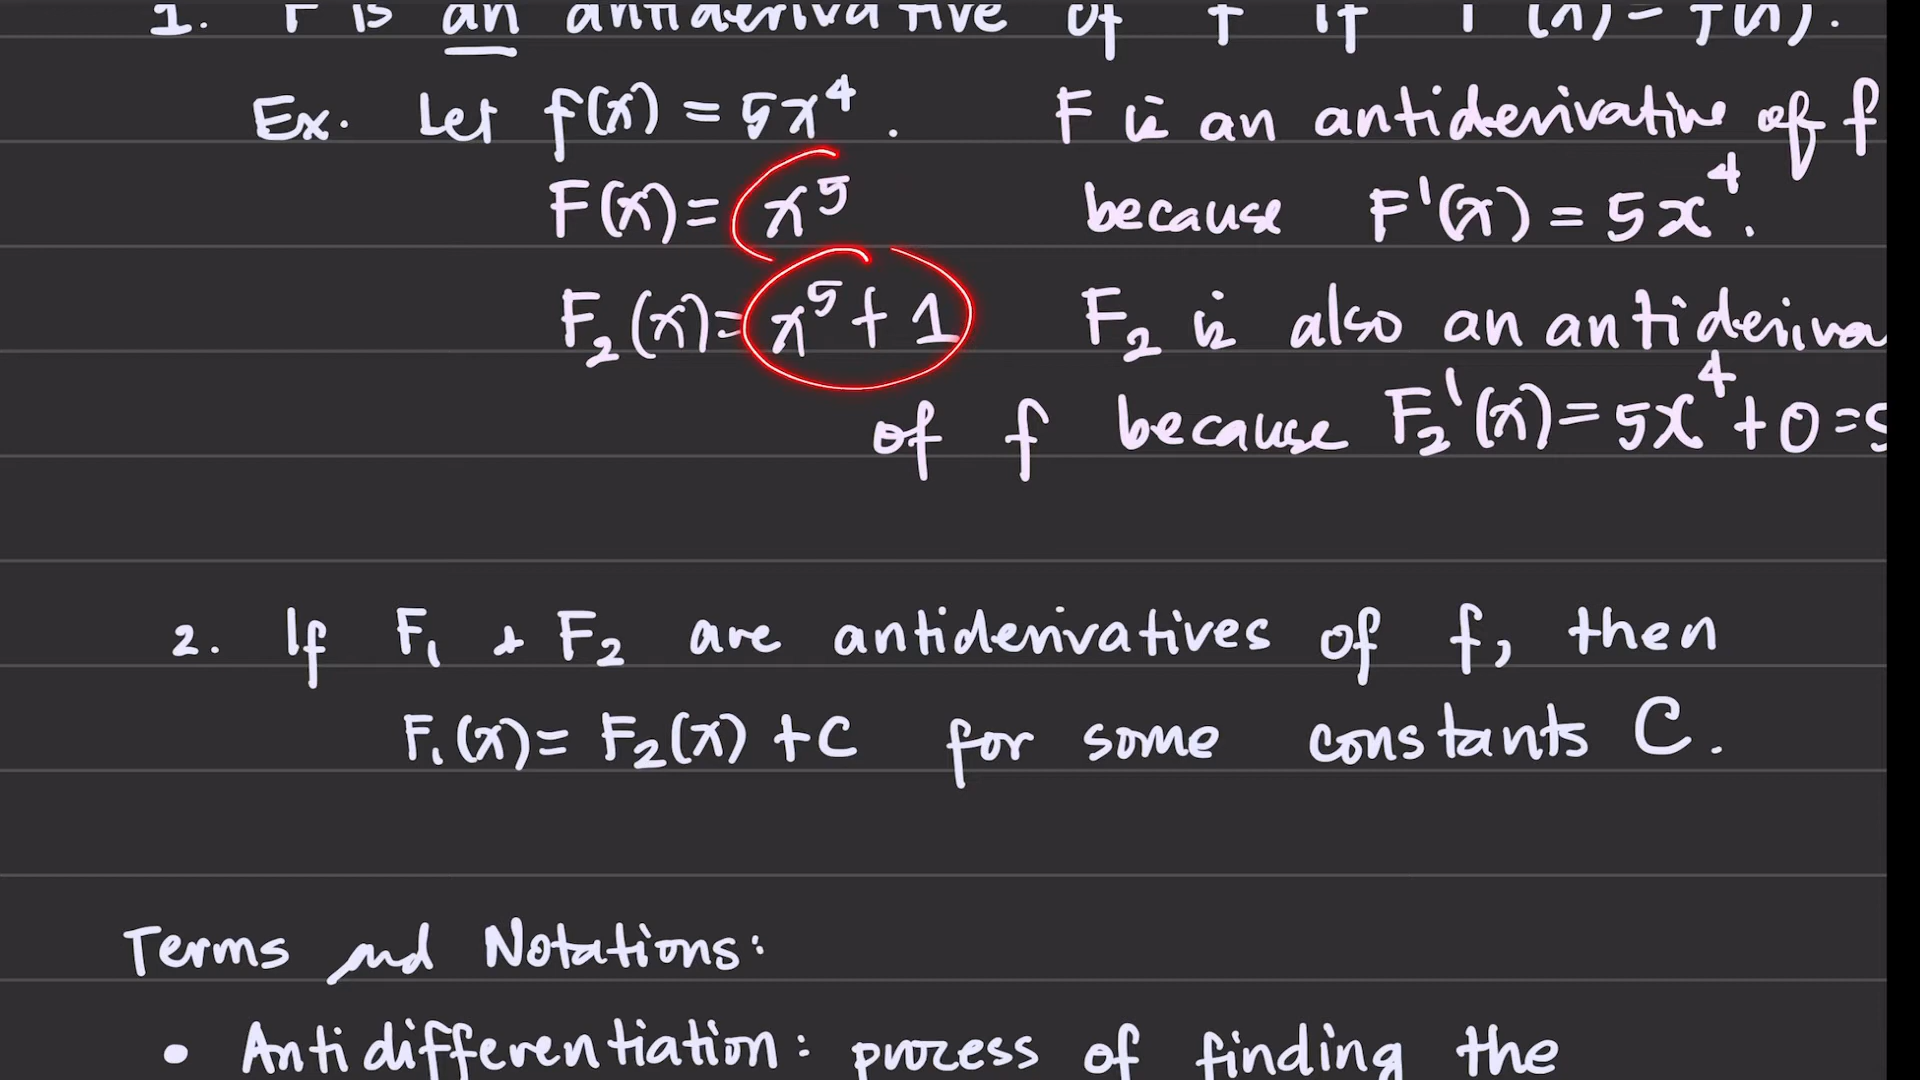 1. F is an antiderivative of f if F'(x) = f(x).
Ex. Let f(x) = 5x⁴. F is an antiderivative of f
F(x) = x⁵ because F'(x) = 5x⁴.
F₂(x) = x⁵ + 1 F₂ is also an antideriva
of f because F₂'(x) = 5x⁴ + 0 = 5
2. If F₁ & F₂ are antiderivatives of f, then
F₁(x) = F₂(x) + C for some constants C.
Terms and Notations:
• Antidifferentiation: process of finding the